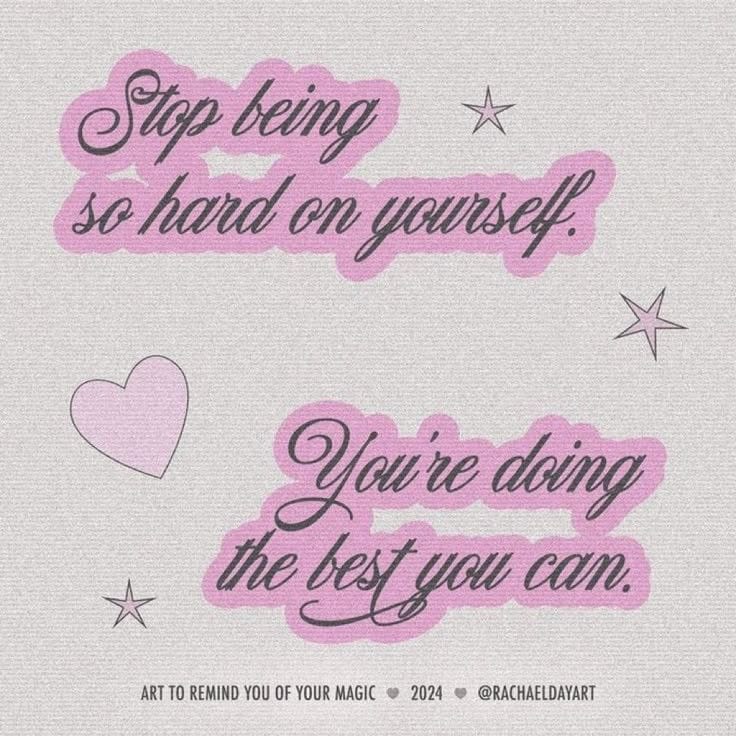 Stop being
so hard on yourself.
You're doing
the best you can.
ART TO REMIND YOU OF YOUR MAGIC ♥ 2024 ♥ @RACHAELDAYART